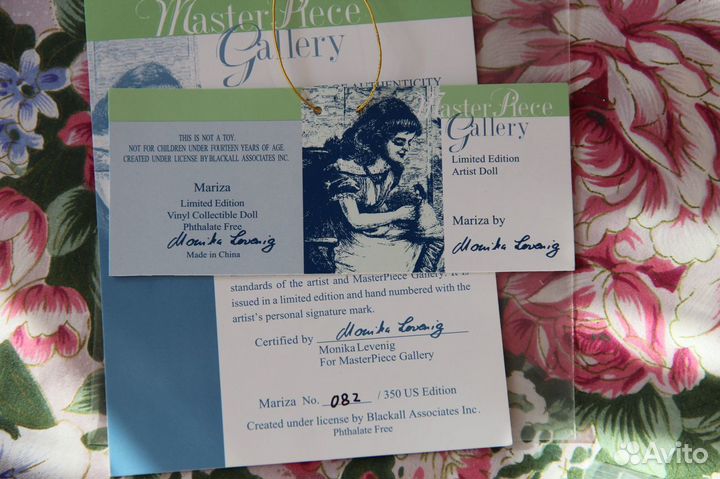 MasterPiece
Gallery
AUTHENTICITY
THIS IS NOT A TOY.
NOT FOR CHILDREN UNDER FOURTEEN YEARS OF AGE.
CREATED UNDER LICENSE BY BLACKALL ASSOCIATES INC.
Mariza
Limited Edition
Vinyl Collectible Doll
Phthalate Free
Monika Levenig
Made in China
MasterPiece
Gallery
Limited Edition
Artist Doll
Mariza by
Monika Levenig
standards of the artist and MasterPiece Gallery. It is
issued in a limited edition and hand numbered with the
artist's personal signature mark.
Certified by Monika Levenig
Monika Levenig
For MasterPiece Gallery
Mariza No. 082 / 350 US Edition
Created under license by Blackall Associates Inc.
Phthalate Free
Avito